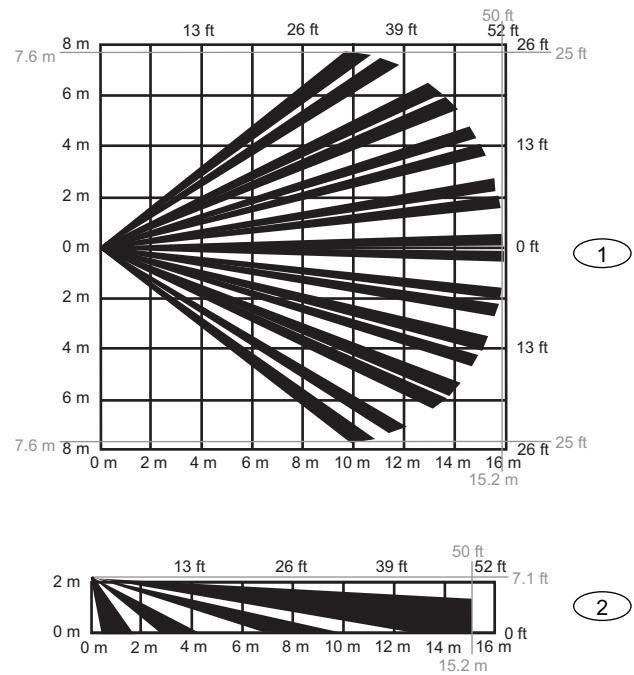 50 ft
13 ft 26 ft 39 ft 52 ft
8 m 26 ft
7.6 m 25 ft
6 m
4 m 13 ft
2 m
0 m 0 ft 1
2 m
4 m 13 ft
6 m
7.6 m 25 ft
8 m 26 ft
0 m 2 m 4 m 6 m 8 m 10 m 12 m 14 m 16 m
15.2 m
50 ft
13 ft 26 ft 39 ft 52 ft
2 m 7.1 ft
2
0 m 0 ft
0 m 2 m 4 m 6 m 8 m 10 m 12 m 14 m 16 m
15.2 m